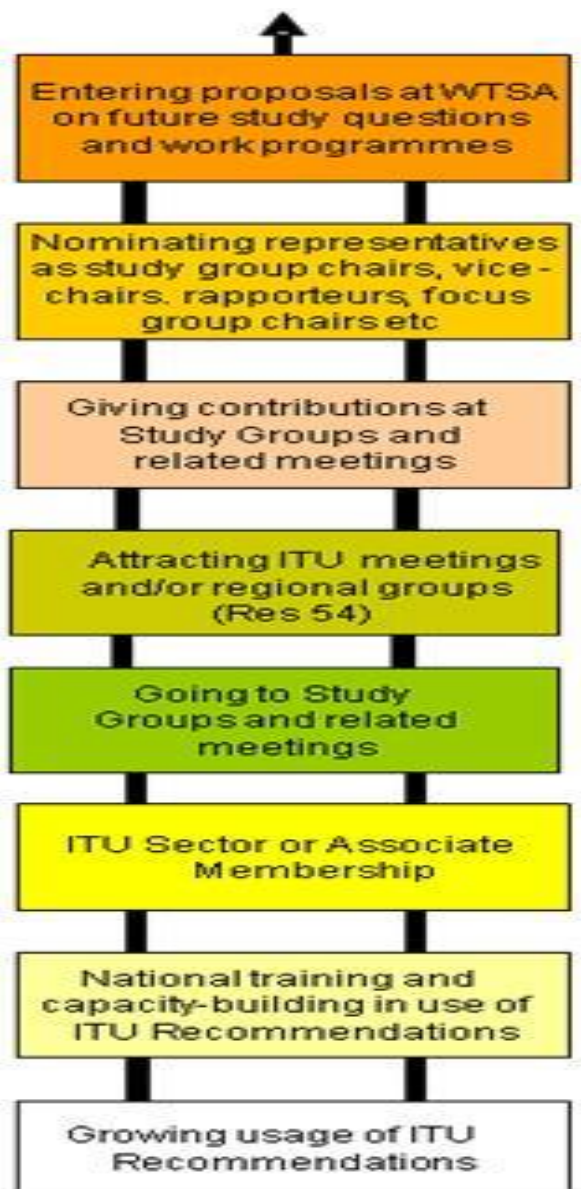 Entering proposals at WTSA
on future study questions
and work programmes
Nominating representatives
as study group chairs, vice-
chairs. rapporteurs, focus
group chairs etc
Giving contributions at
Study Groups and
related meetings
Attracting ITU meetings
and/or regional groups
(Res 54)
Going to Study
Groups and related
meetings
ITU Sector or Associate
Membership
National training and
capacity-building in use of
ITU Recommendations
Growing usage of ITU
Recommendations